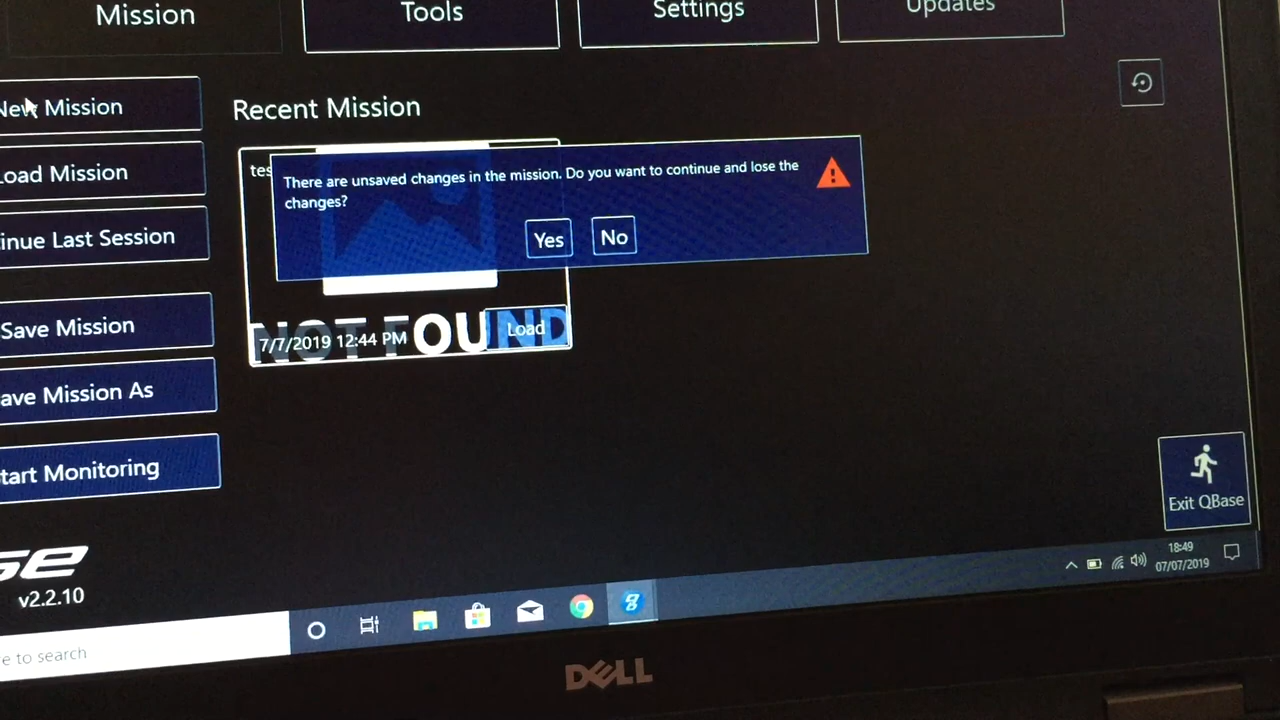 Mission
Tools
Settings
Updates
New Mission
Load Mission
inue Last Session
Save Mission
ave Mission As
tart Monitoring
Recent Mission
tes
There are unsaved changes in the mission. Do you want to continue and lose the
changes?
Yes
No
NOT FOUND
7/7/2019 12:44 PM
Load
Exit QBase
se
v2.2.10
e to search
18:49
07/07/2019
DELL